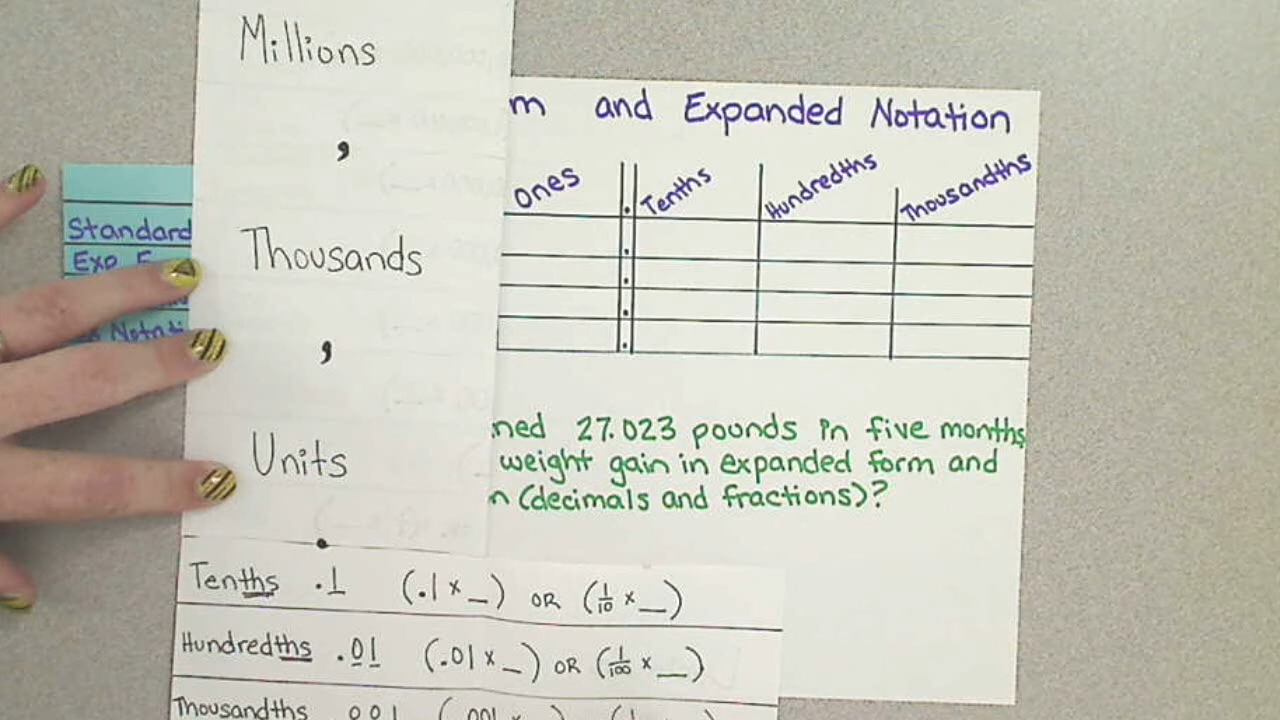 Millions
,
Thousands
,
Units
.
Tenths .1 (.1 × _) OR (1/10 × __)
Hundredths .01 (.01 × _) OR (1/100 × __)
Thousandths .001 (.001 ×
Standard
Exp.
Notati
m and Expanded Notation
Ones . Tenths Hundredths Thousandths
.
.
.
.
ned 27.023 pounds in five months
weight gain in expanded form and
n (decimals and fractions)?